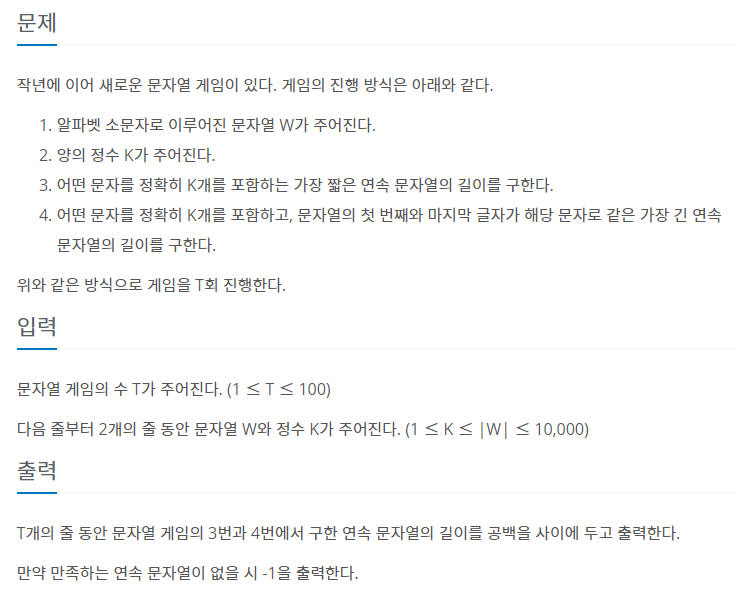 문제
작년에 이어 새로운 문자열 게임이 있다. 게임의 진행 방식은 아래와 같다.
1. 알파벳 소문자로 이루어진 문자열 W가 주어진다.
2. 양의 정수 K가 주어진다.
3. 어떤 문자를 정확히 K개를 포함하는 가장 짧은 연속 문자열의 길이를 구한다.
4. 어떤 문자를 정확히 K개를 포함하고, 문자열의 첫 번째와 마지막 글자가 해당 문자로 같은 가장 긴 연속
문자열의 길이를 구한다.
위와 같은 방식으로 게임을 T회 진행한다.
입력
문자열 게임의 수 T가 주어진다. (1 ≤ T ≤ 100)
다음 줄부터 2개의 줄 동안 문자열 W와 정수 K가 주어진다. (1 ≤ K ≤ |W| ≤ 10,000)
출력
T개의 줄 동안 문자열 게임의 3번과 4번에서 구한 연속 문자열의 길이를 공백을 사이에 두고 출력한다.
만약 만족하는 연속 문자열이 없을 시 -1을 출력한다.